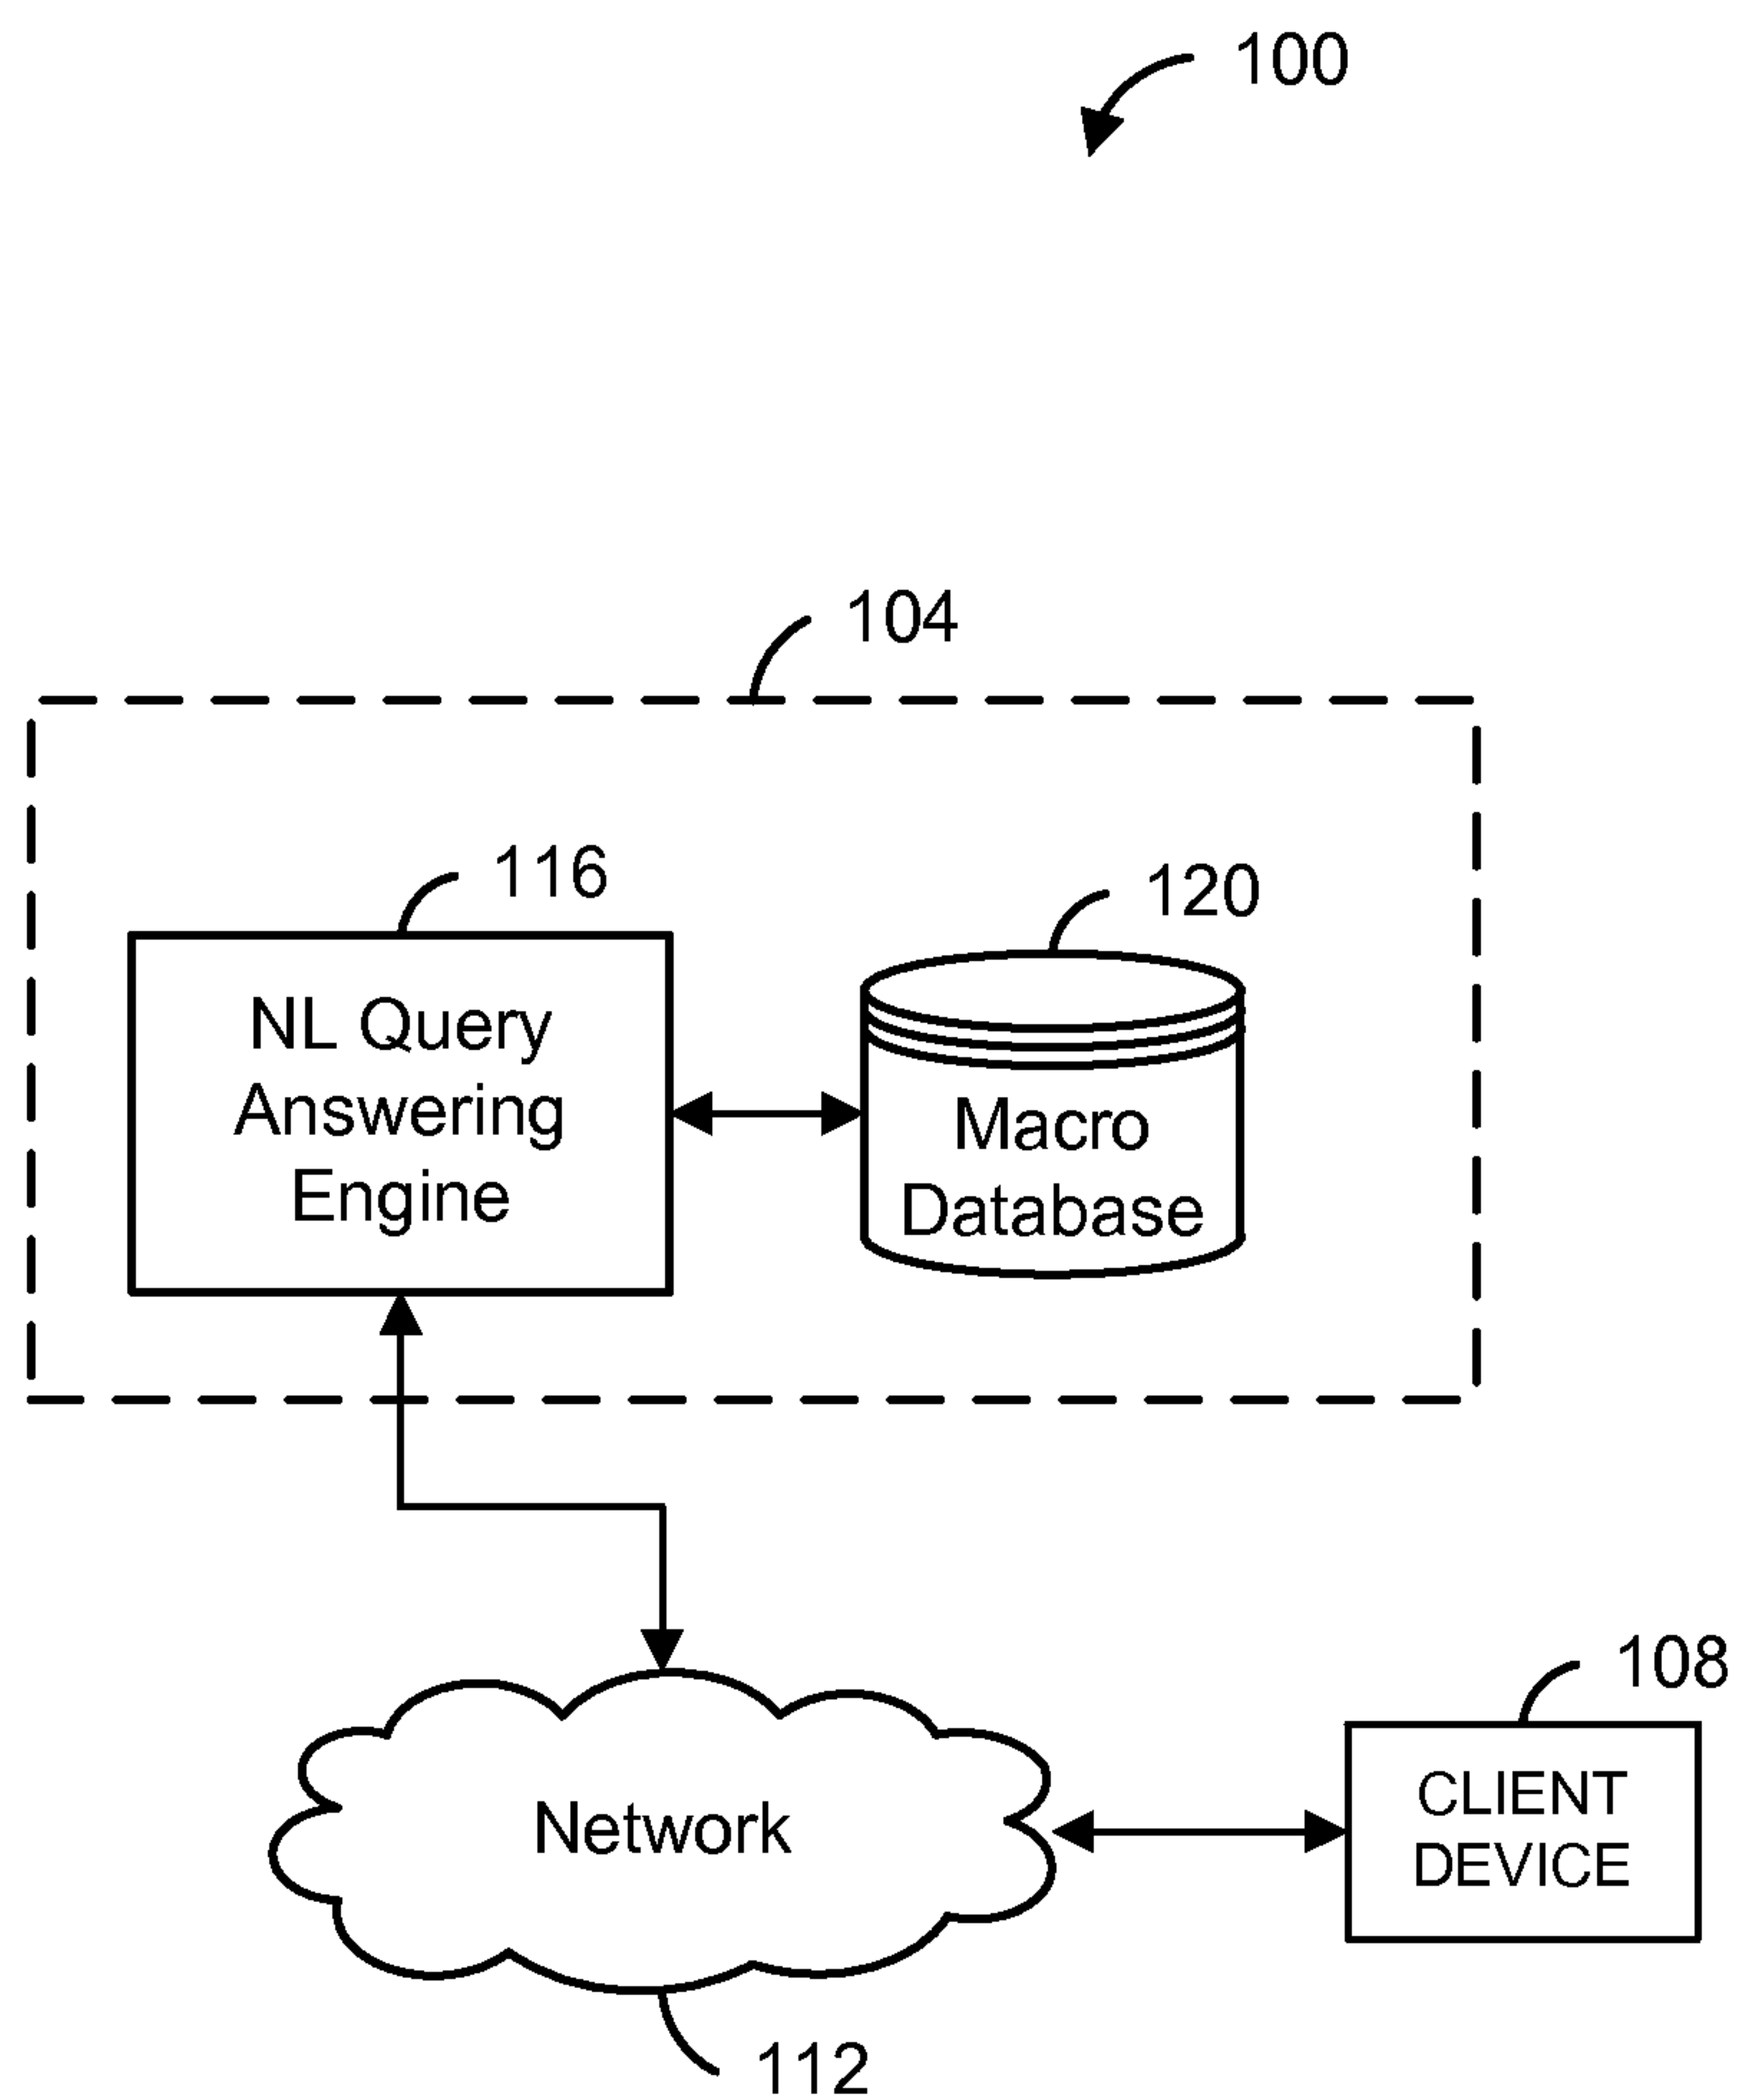 100
104
116
120
NL Query
Answering
Engine
Macro
Database
108
CLIENT
DEVICE
Network
112